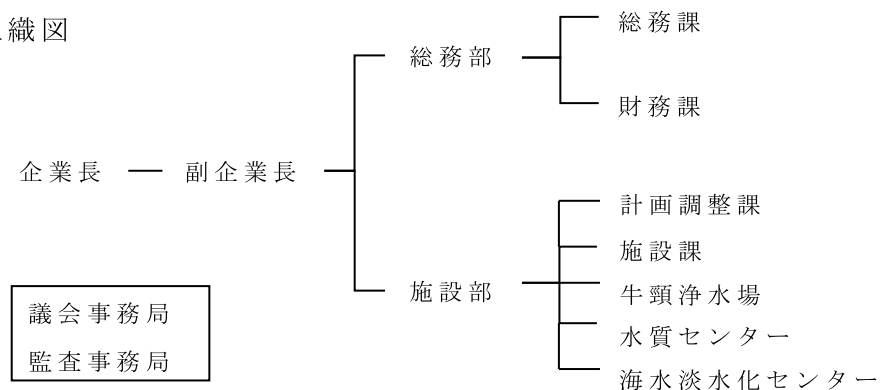 織図
企業長
副企業長
総務部
総務課
財務課
施設部
計画調整課
施設課
牛頸浄水場
水質センター
海水淡水化センター
議会事務局
監査事務局